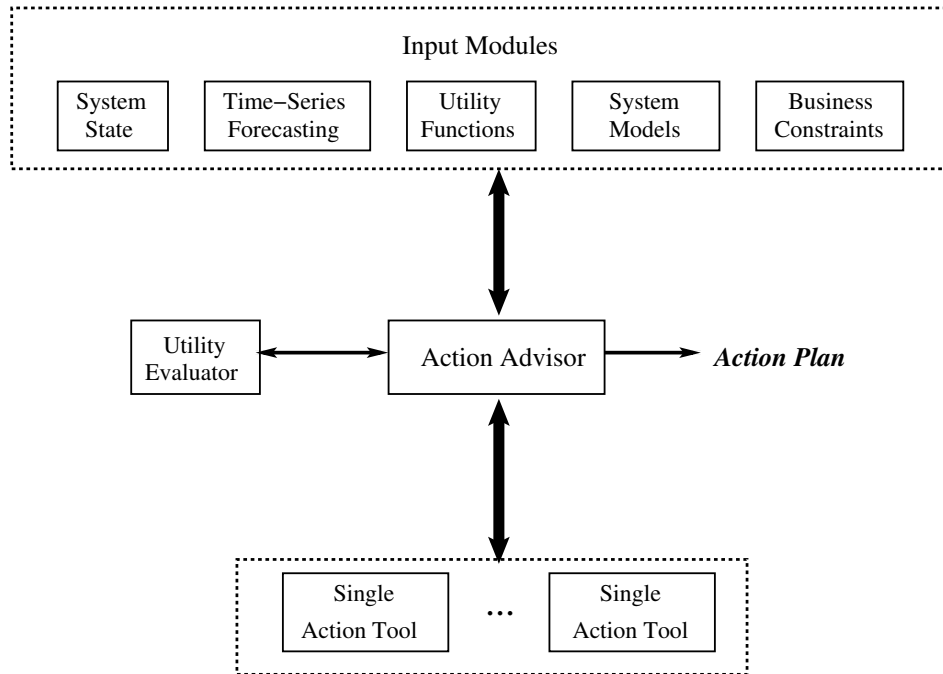 Input Modules
System
State
Time−Series
Forecasting
Utility
Functions
System
Models
Business
Constraints
Utility
Evaluator
Action Advisor
Action Plan
Single
Action Tool
...
Single
Action Tool